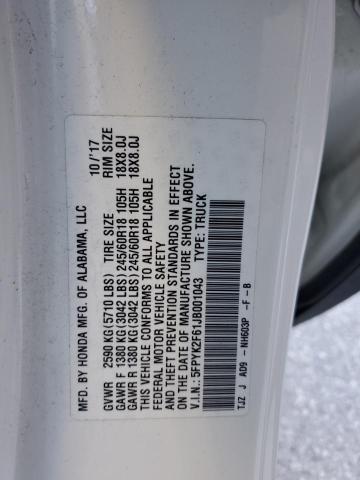 MFD. BY HONDA MFG. OF ALABAMA, LLC 10/'17
GVWR 2590 KG(5710 LBS) TIRE SIZE RIM SIZE
GAWR F 1380 KG(3042 LBS) 245/60R18 105H 18X8.0J
GAWR R 1380 KG(3042 LBS) 245/60R18 105H 18X8.0J
THIS VEHICLE CONFORMS TO ALL APPLICABLE
FEDERAL MOTOR VEHICLE SAFETY
AND THEFT PREVENTION STANDARDS IN EFFECT
ON THE DATE OF MANUFACTURE SHOWN ABOVE.
V.I.N.: 5FPYK2F61JB001043 TYPE: TRUCK
TJZ J AD9 -NH603P -F -B